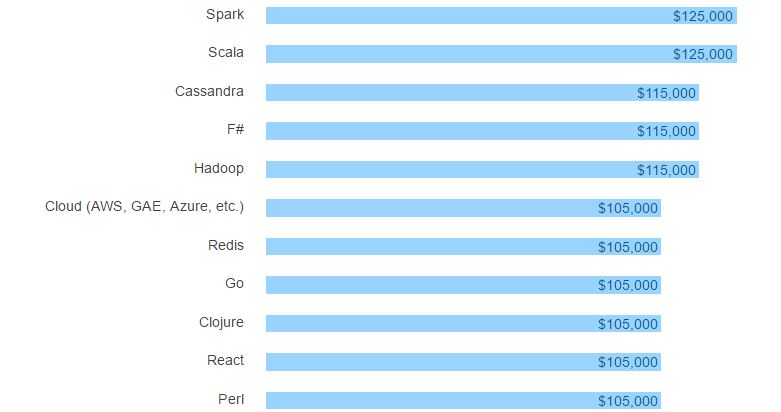 Spark $125,000
Scala $125,000
Cassandra $115,000
F# $115,000
Hadoop $115,000
Cloud (AWS, GAE, Azure, etc.) $105,000
Redis $105,000
Go $105,000
Clojure $105,000
React $105,000
Perl $105,000